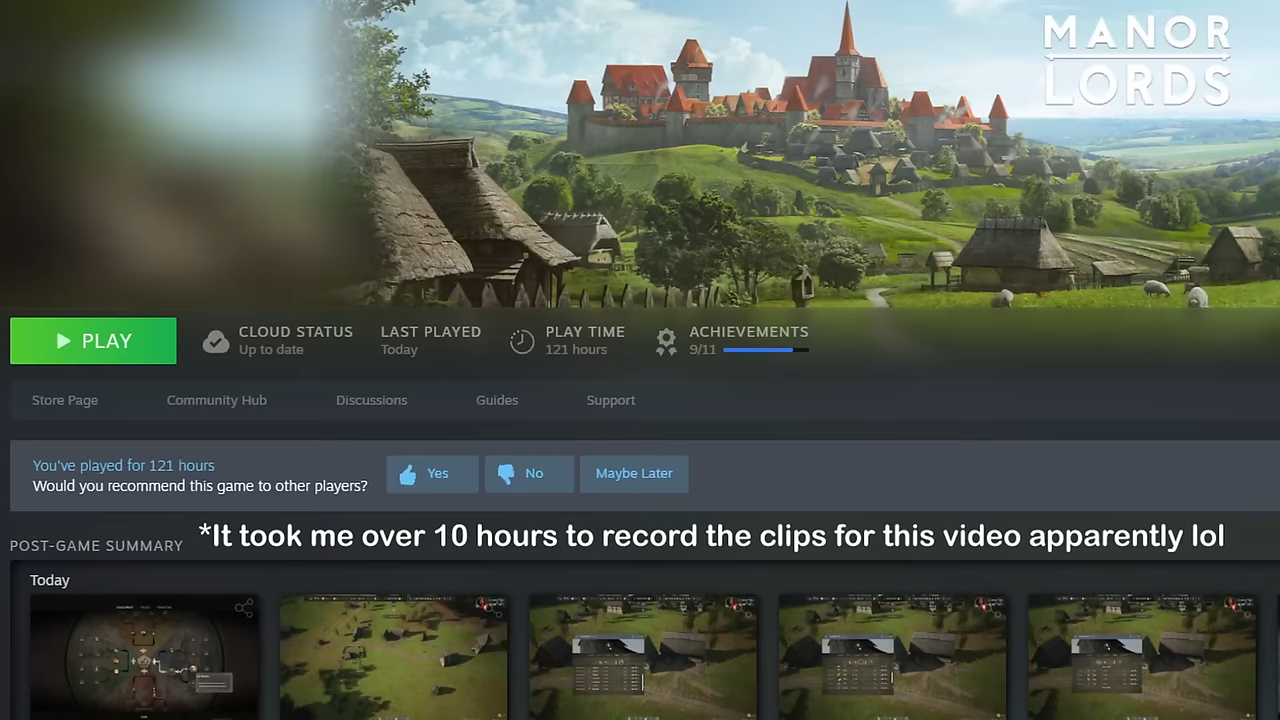 MANOR
LORDS
PLAY
CLOUD STATUS
Up to date
LAST PLAYED
Today
PLAY TIME
121 hours
ACHIEVEMENTS
9/11
Store Page
Community Hub
Discussions
Guides
Support
You've played for 121 hours
Would you recommend this game to other players?
Yes
No
Maybe Later
*It took me over 10 hours to record the clips for this video apparently lol
POST-GAME SUMMARY
Today